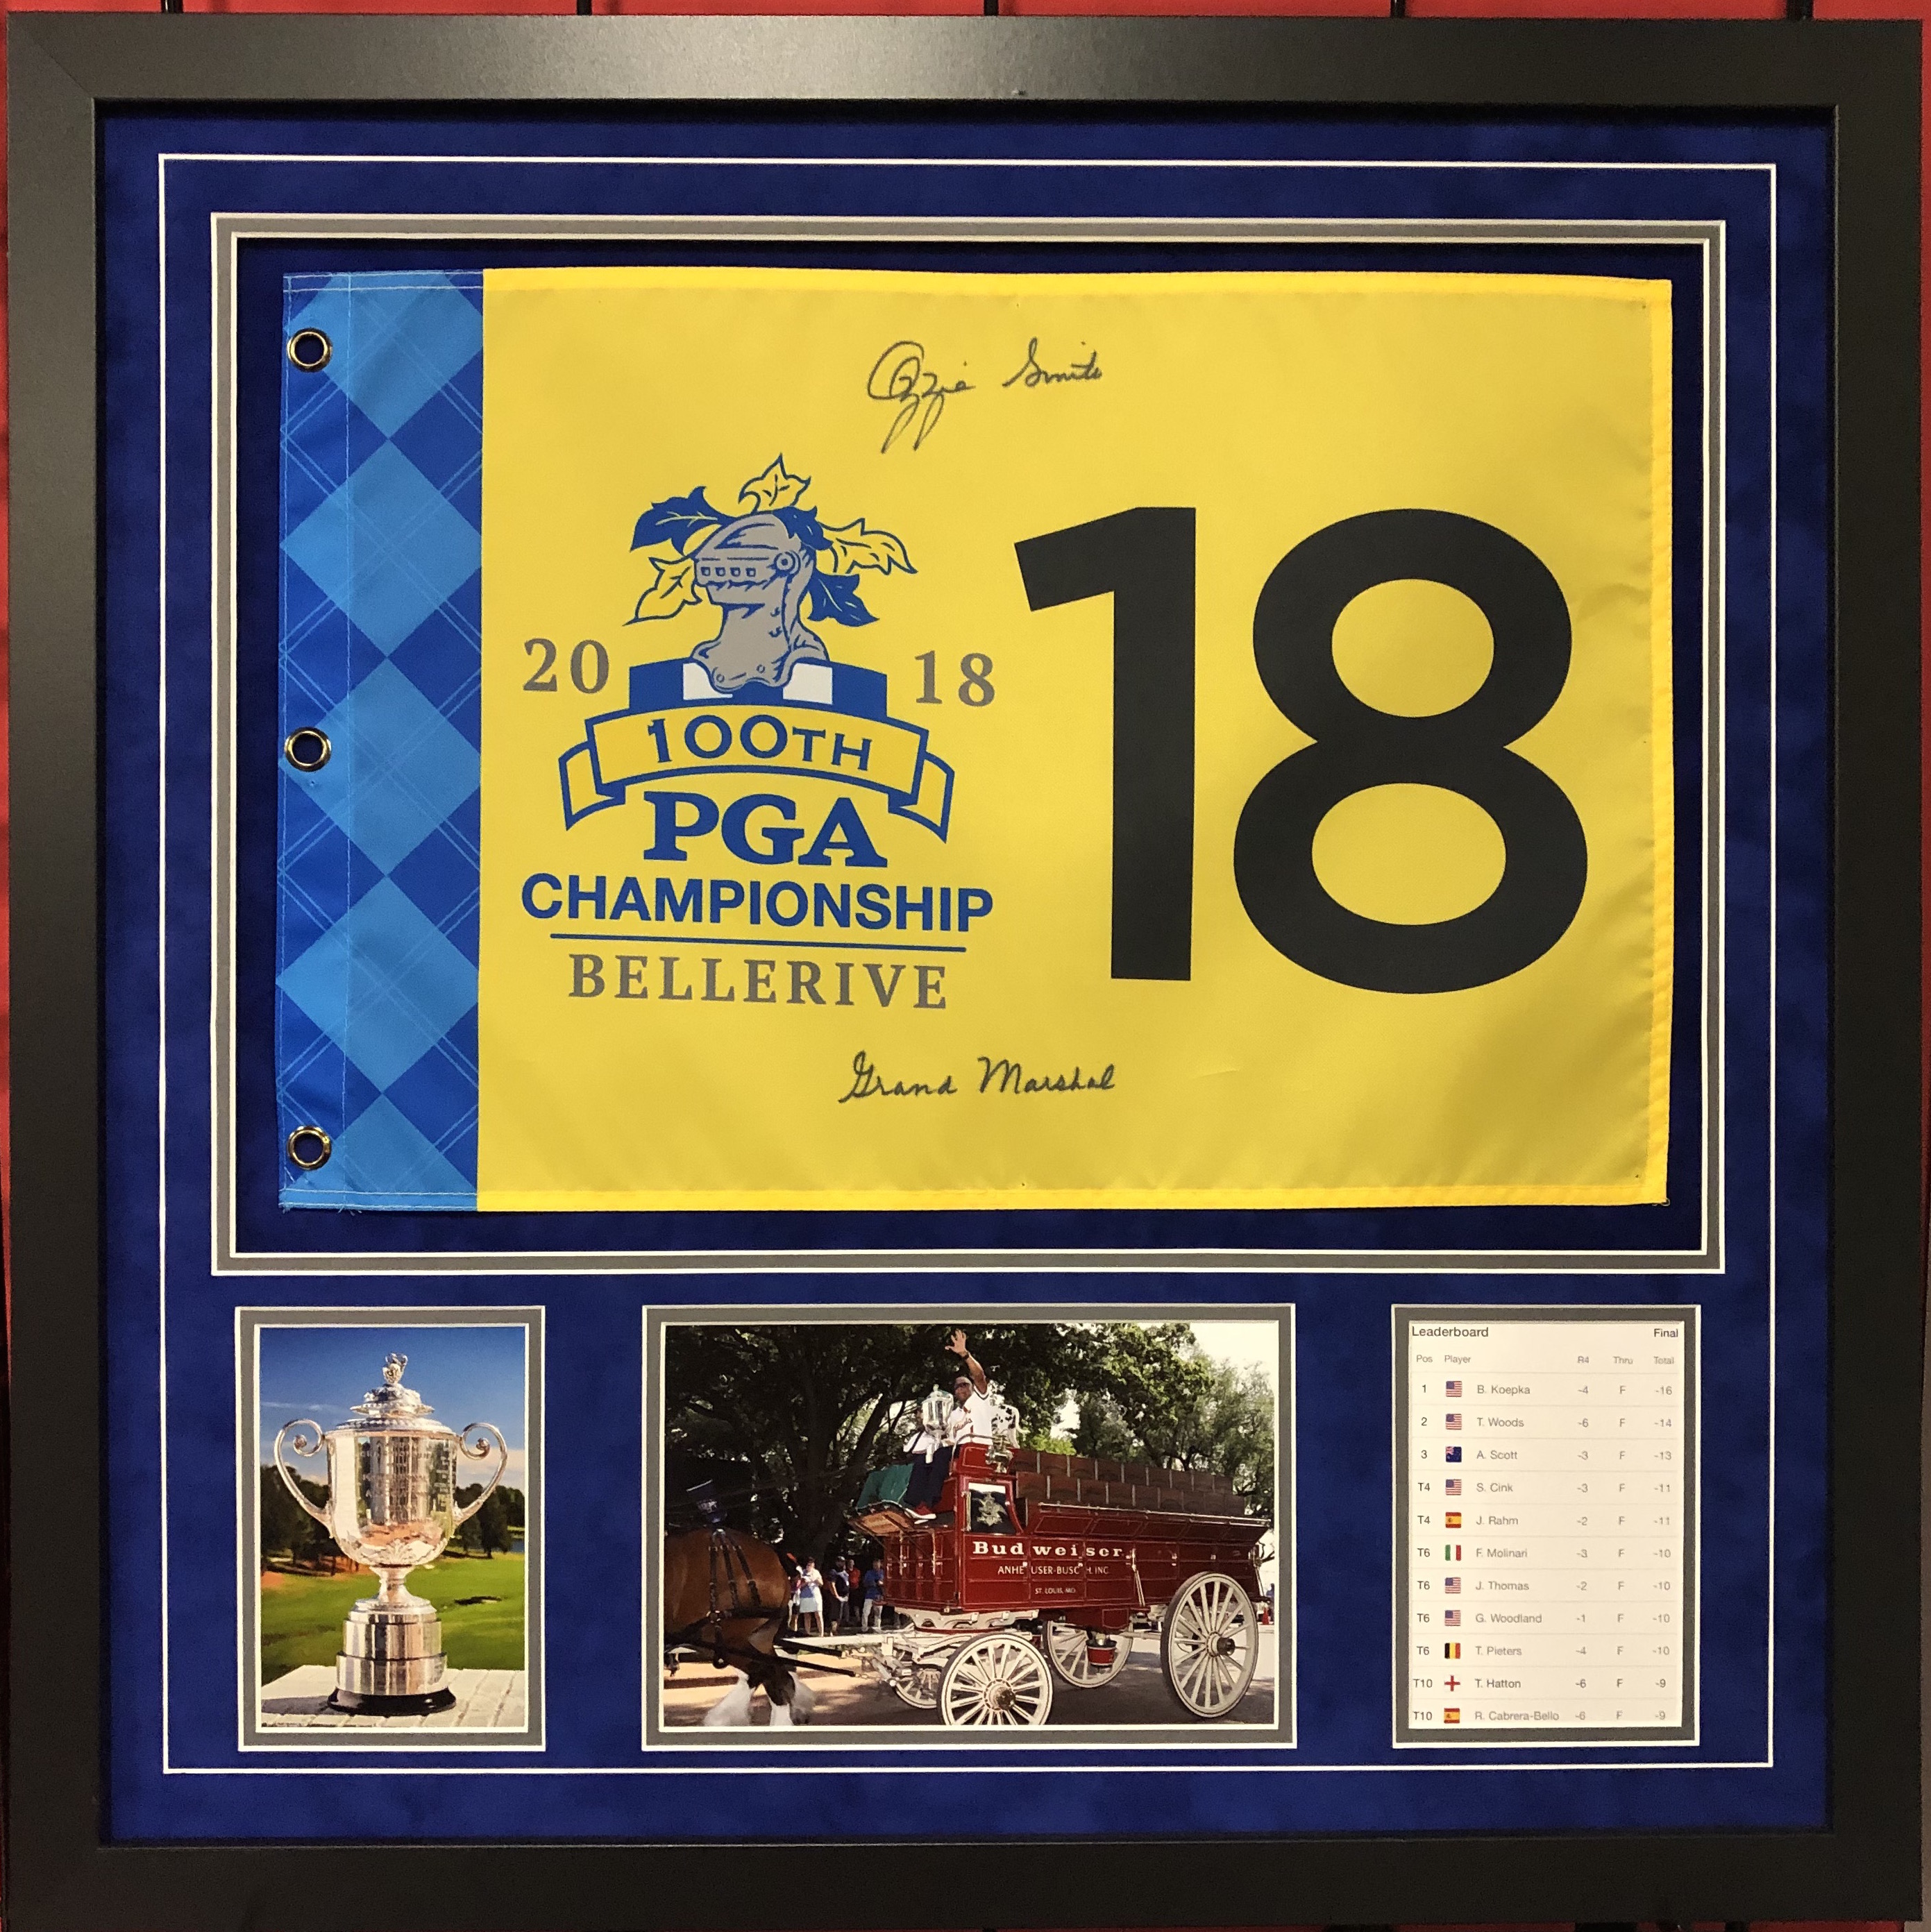 Ozzie Smith
20 18
100TH
PGA
CHAMPIONSHIP
BELLERIVE
18
Grand Marshal
Budweiser
ANHEUSER-BUSCH, INC.
ST. LOUIS, MO.
Leaderboard Final
Pos Player R4 Thru Total
1 B. Koepka -4 F -16
2 T. Woods -6 F -14
3 A. Scott -3 F -13
T4 S. Cink -3 F -11
T4 J. Rahm -2 F -11
T6 F. Molinari -3 F -10
T6 J. Thomas -2 F -10
T6 G. Woodland -1 F -10
T6 T. Pieters -4 F -10
T10 T. Hatton -6 F -9
T10 R. Cabrera-Bello -6 F -9